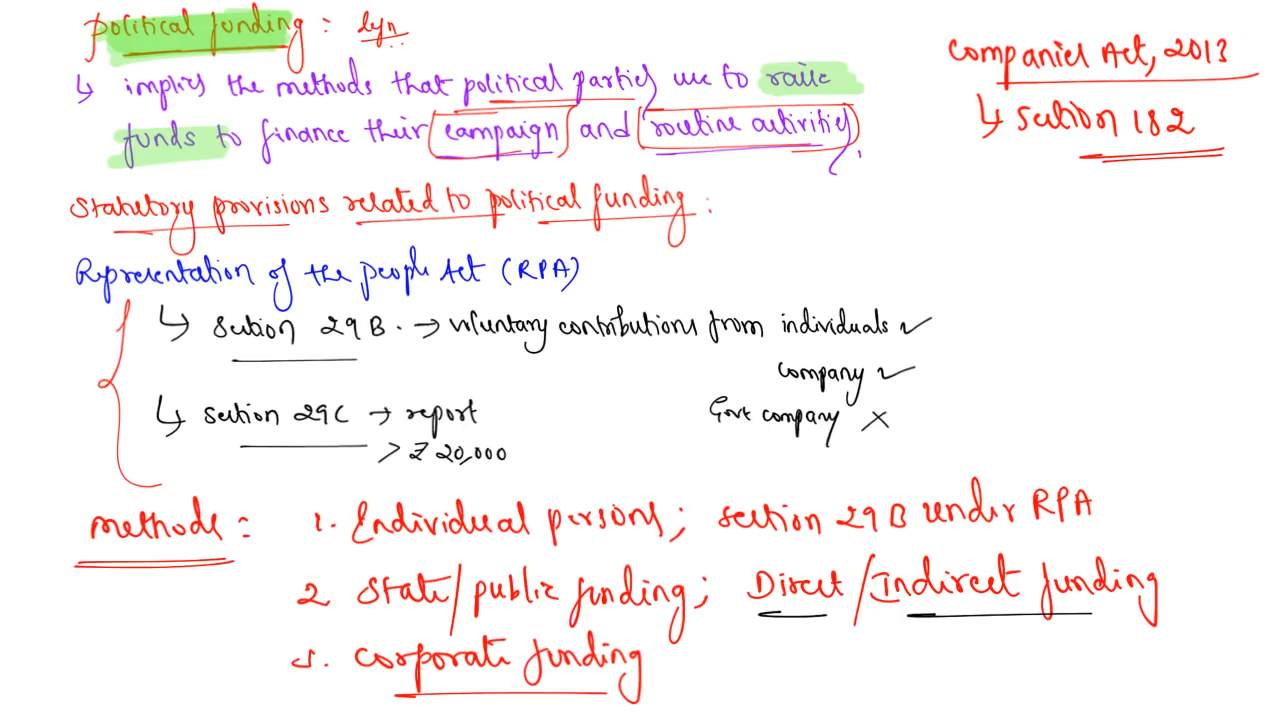 political funding : defn
↳ implies the methods that political parties use to raise
funds to finance their campaign and routine activities.
Companies Act, 2013
↳ Section 182
Statutory provisions related to political funding :
Representation of the people Act (RPA)
↳ Section 29B. → voluntary contributions from individuals ✓
company ✓
Govt company ✗
↳ Section 29C → report
> ₹ 20,000
methods : 1. Individual persons; section 29B under RPA
2. State/public funding; Direct/Indirect funding
3. Corporate funding